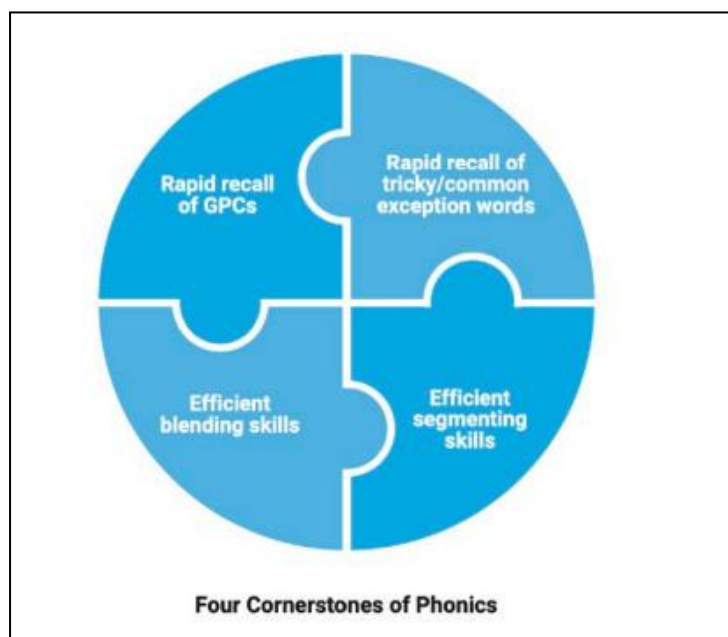 Rapid recall
of GPCs
Rapid recall of
tricky/common
exception words
Efficient
blending skills
Efficient
segmenting
skills
Four Cornerstones of Phonics